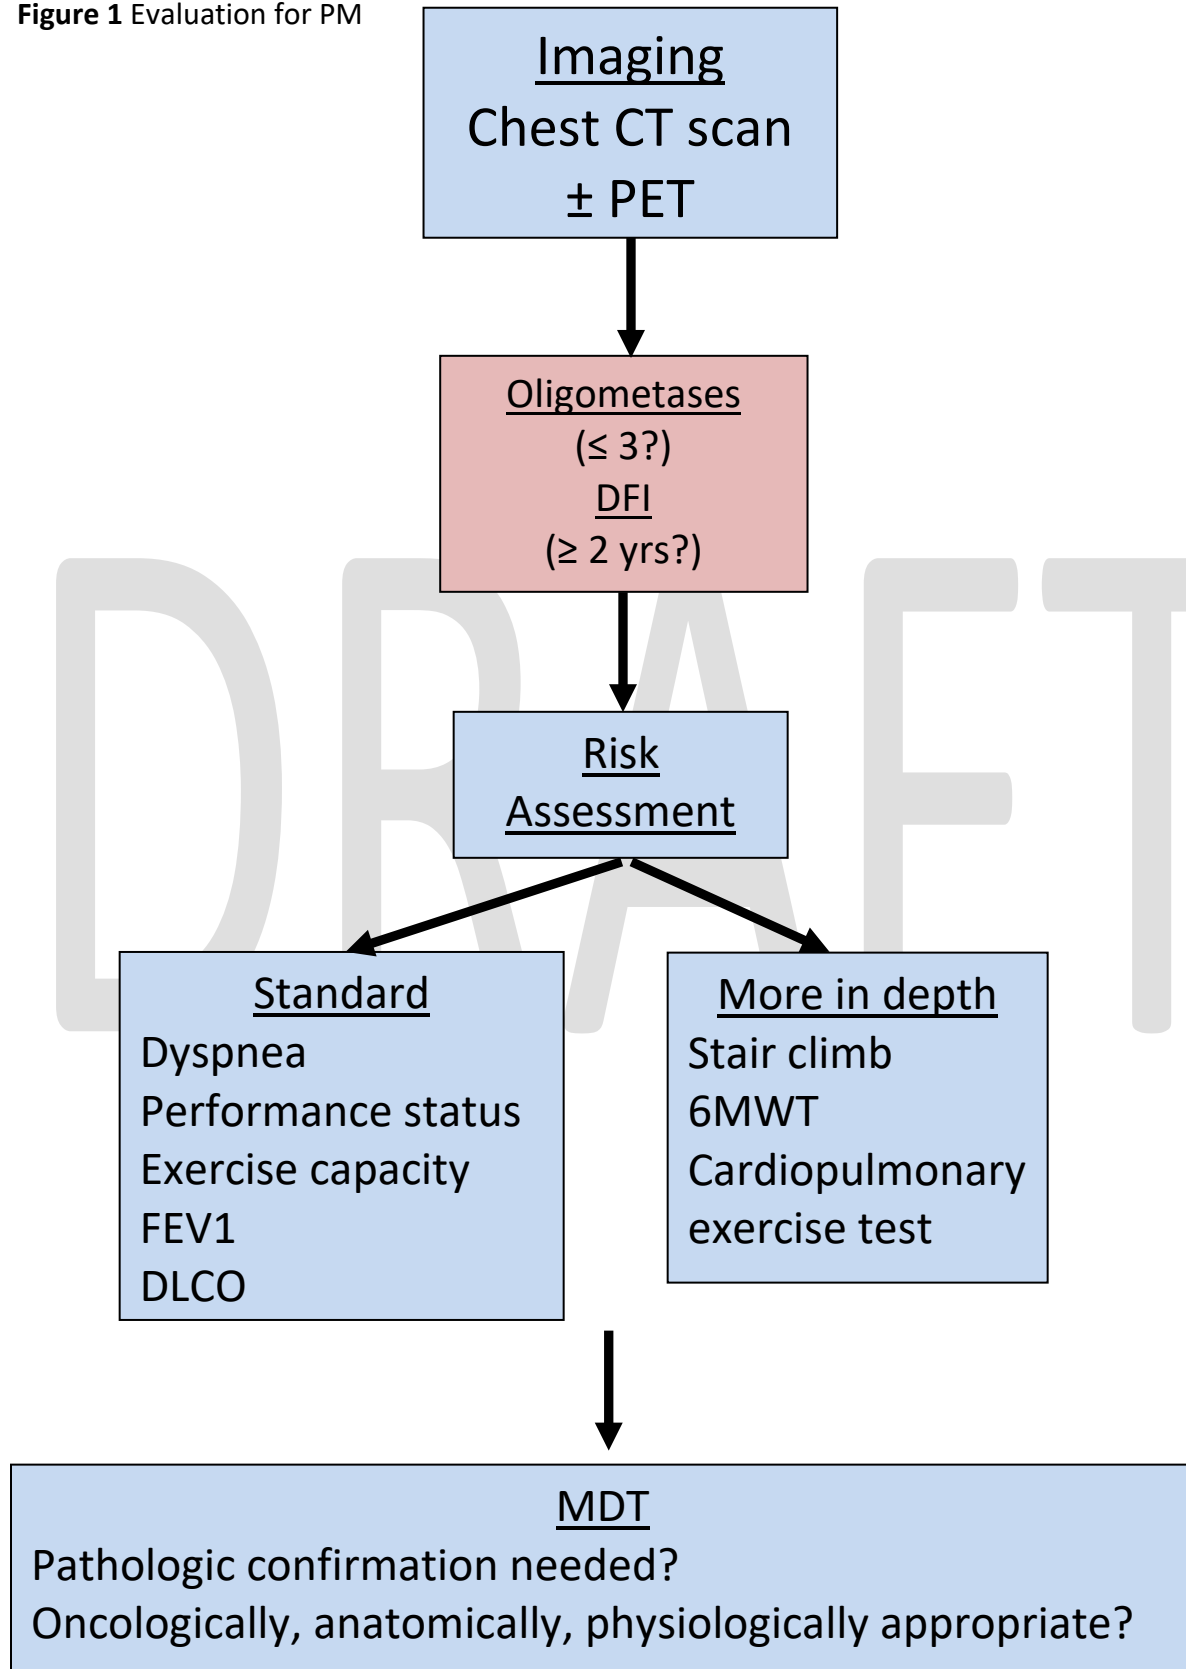 Figure 1 Evaluation for PM
Imaging
Chest CT scan
± PET
Oligometases
(≤ 3?)
DFI
(≥ 2 yrs?)
Risk
Assessment
Standard
Dyspnea
Performance status
Exercise capacity
FEV1
DLCO
More in depth
Stair climb
6MWT
Cardiopulmonary
exercise test
MDT
Pathologic confirmation needed?
Oncologically, anatomically, physiologically appropriate?
DRAFT